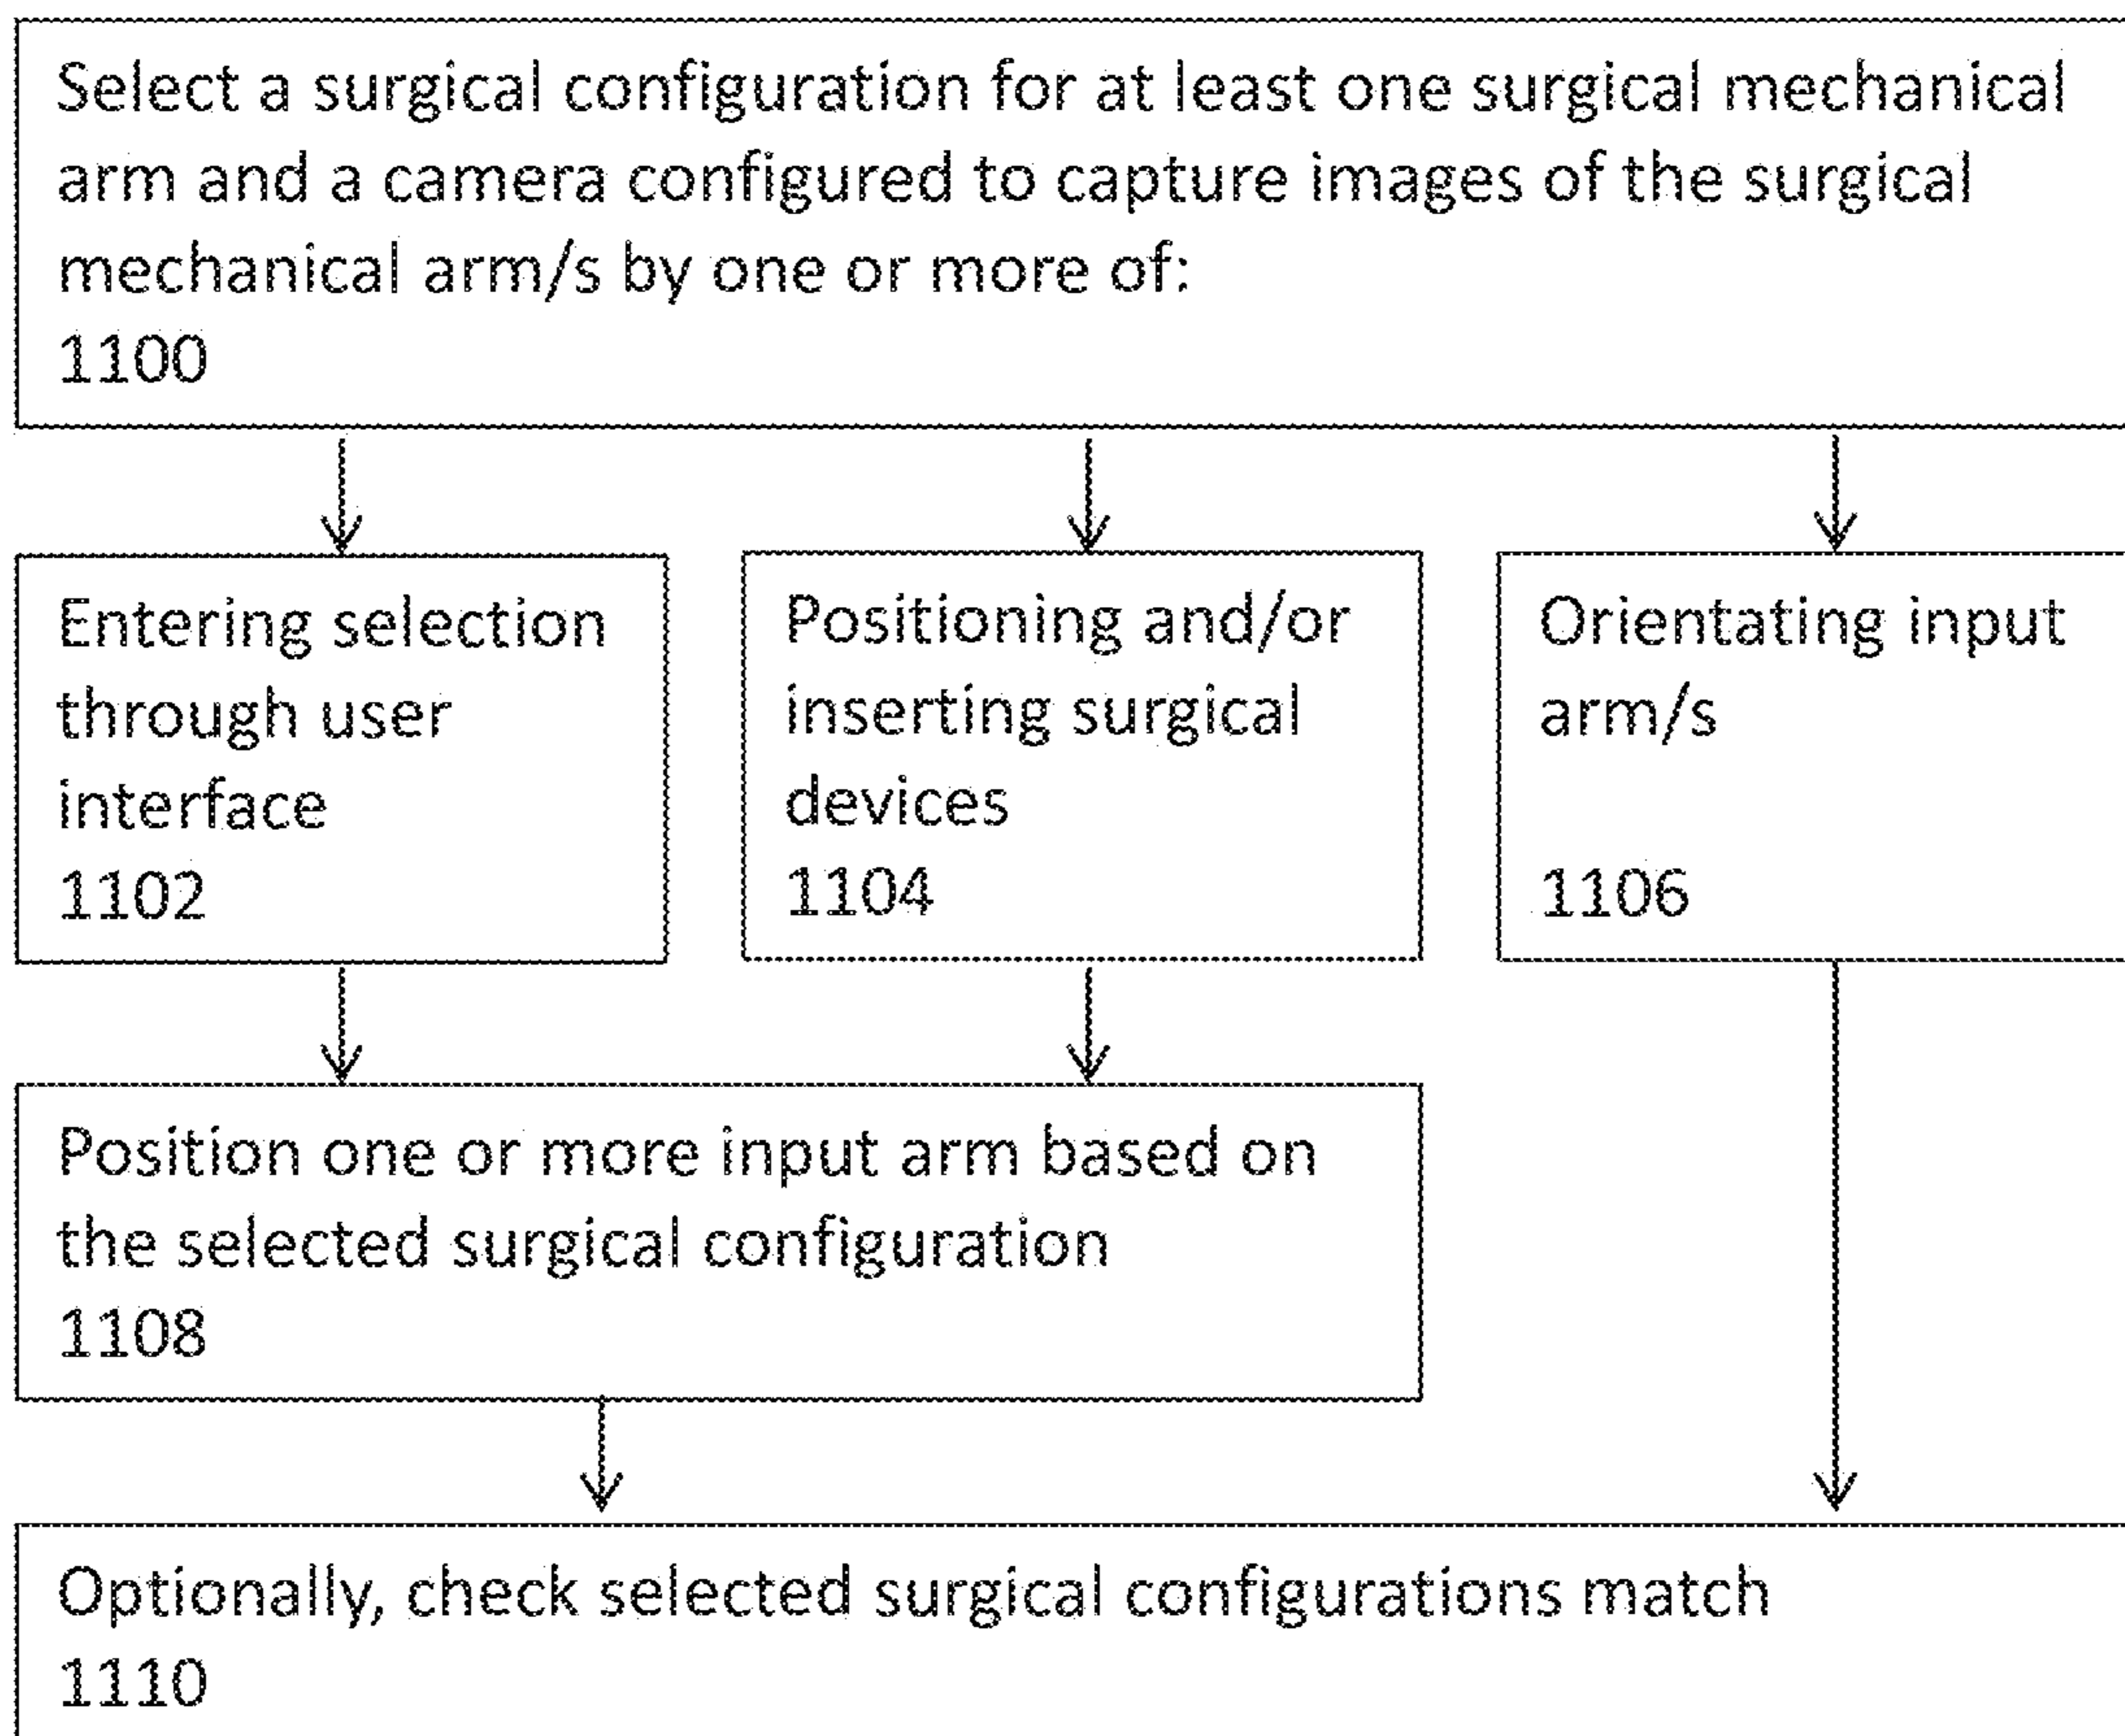 Select a surgical configuration for at least one surgical mechanical
arm and a camera configured to capture images of the surgical
mechanical arm/s by one or more of:
1100
Entering selection
through user
interface
1102
Positioning and/or
inserting surgical
devices
1104
Orientating input
arm/s
1106
Position one or more input arm based on
the selected surgical configuration
1108
Optionally, check selected surgical configurations match
1110